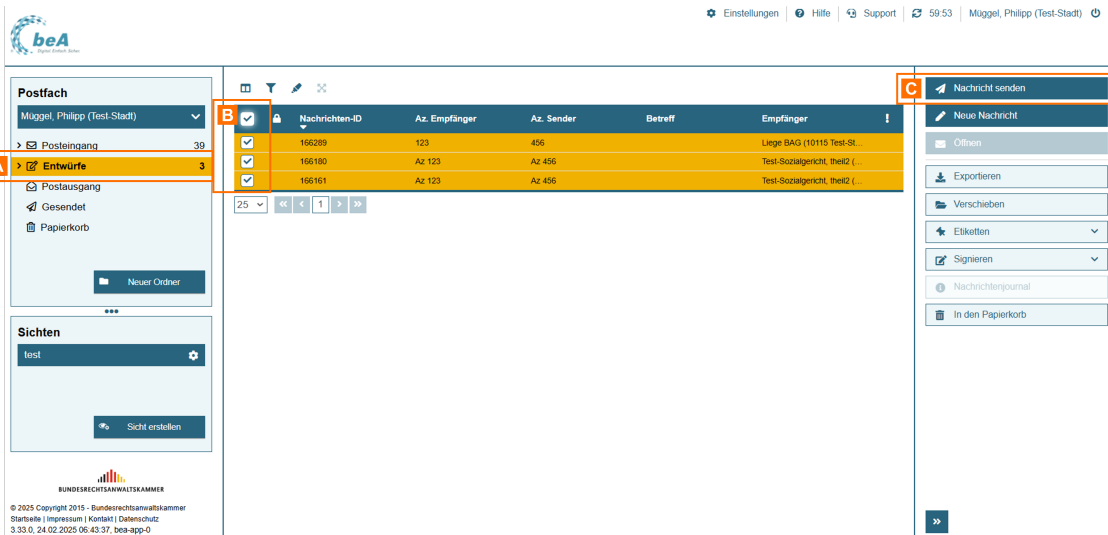 Einstellungen Hilfe Support 59:53 Müggel, Philipp (Test-Stadt)
beA
Postfach
Müggel, Philipp (Test-Stadt)
Posteingang 39
Entwürfe 3
Postausgang
Gesendet
Papierkorb
Neuer Ordner
Sichten
test
Sicht erstellen
BUNDESRECHTSANWALTSKAMMER
© 2025 Copyright 2015 - Bundesrechtsanwaltskammer
Startseite | Impressum | Kontakt | Datenschutz
3.33.0, 24.02.2025 06:43:37, bea-app-0
B
Nachrichten-ID Az. Empfänger Az. Sender Betreff Empfänger !
166289 123 456 Liege BAG (10115 Test-St...
166180 Az 123 Az 456 Test-Sozialgericht, theil2 (...
166161 Az 123 Az 456 Test-Sozialgericht, theil2 (...
25 « ‹ 1 › »
C
Nachricht senden
Neue Nachricht
Öffnen
Exportieren
Verschieben
Etiketten
Signieren
Nachrichtenjournal
In den Papierkorb
»